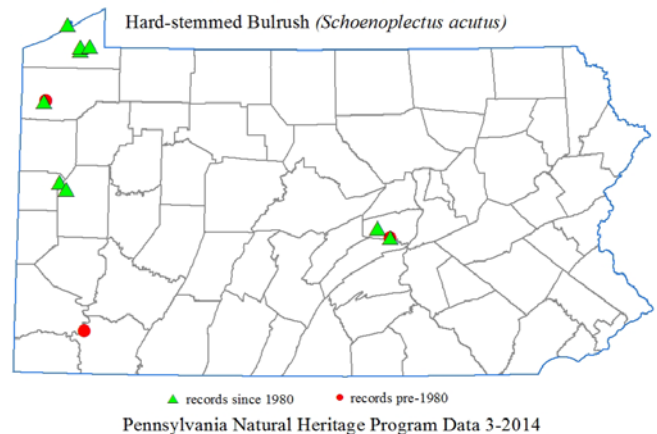 Hard-stemmed Bulrush (Schoenoplectus acutus)
records since 1980 records pre-1980
Pennsylvania Natural Heritage Program Data 3-2014